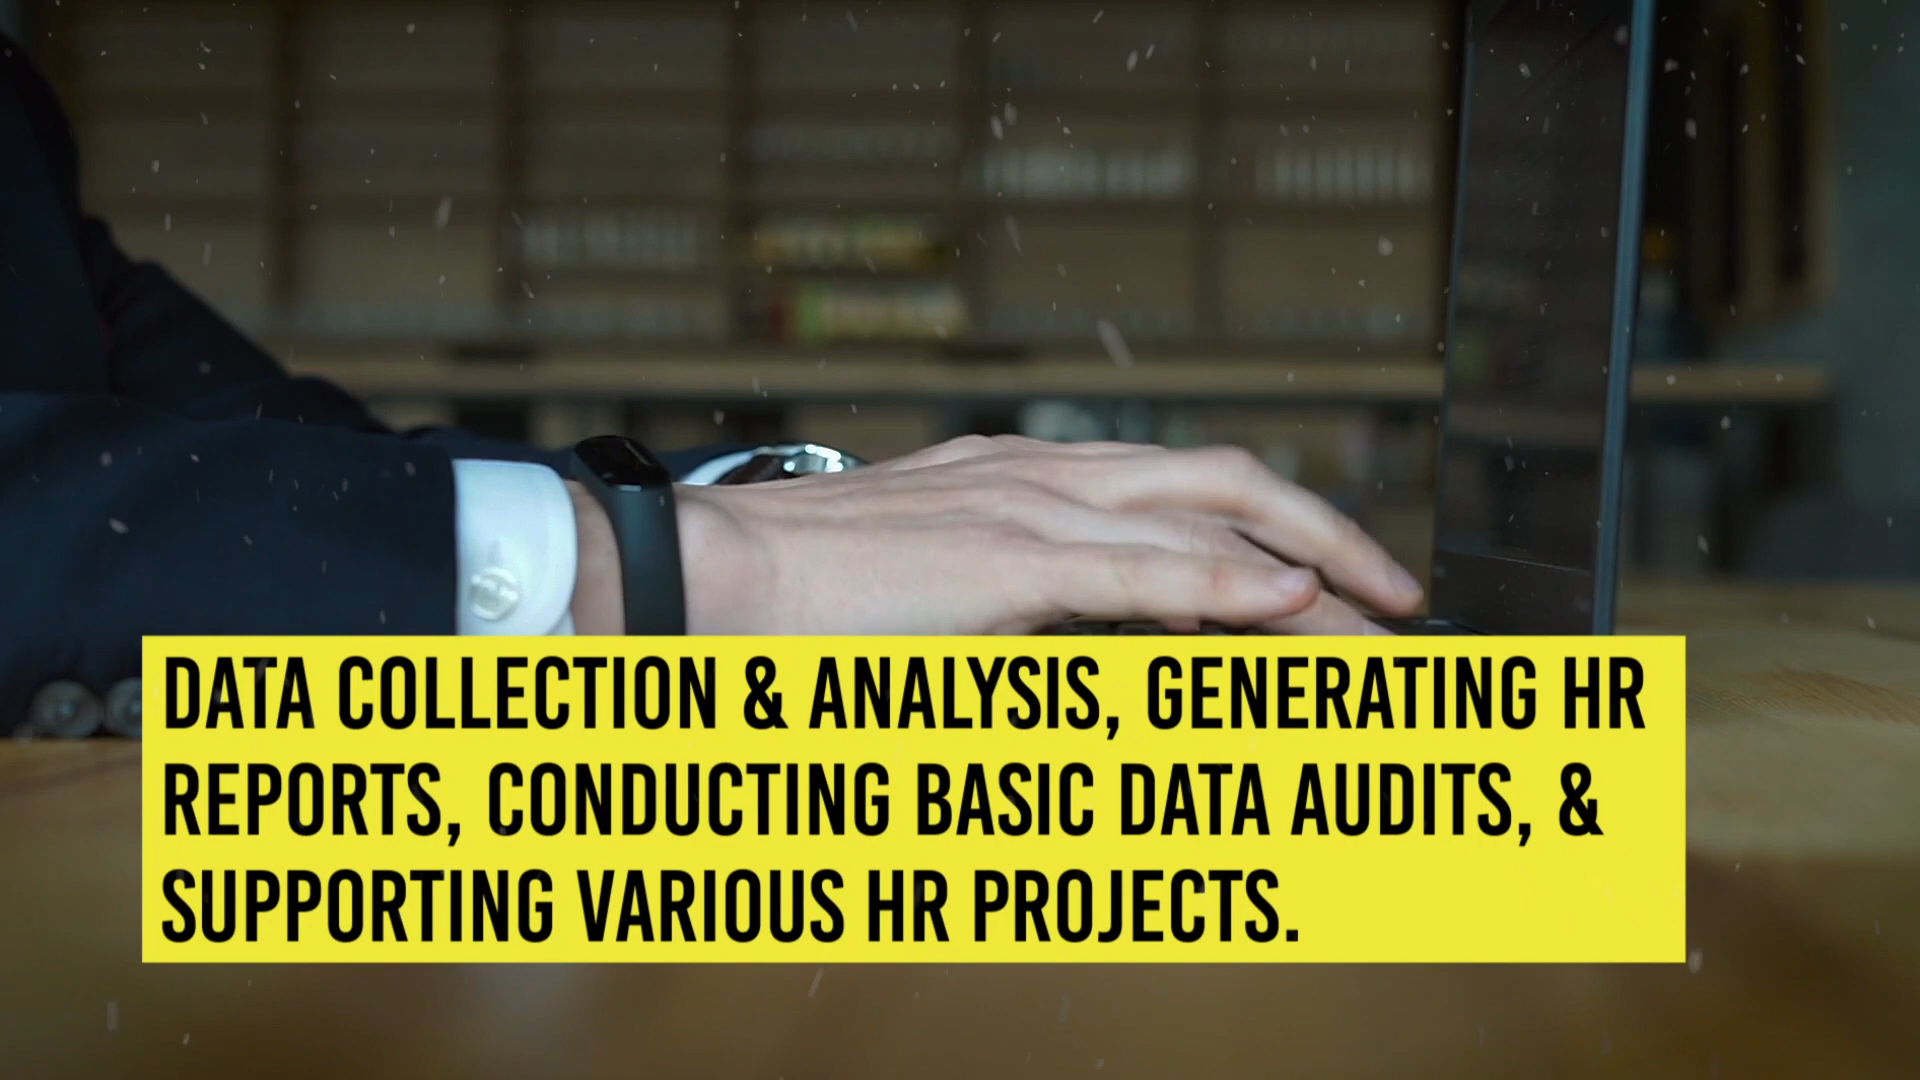 DATA COLLECTION & ANALYSIS, GENERATING HR
REPORTS, CONDUCTING BASIC DATA AUDITS, &
SUPPORTING VARIOUS HR PROJECTS.